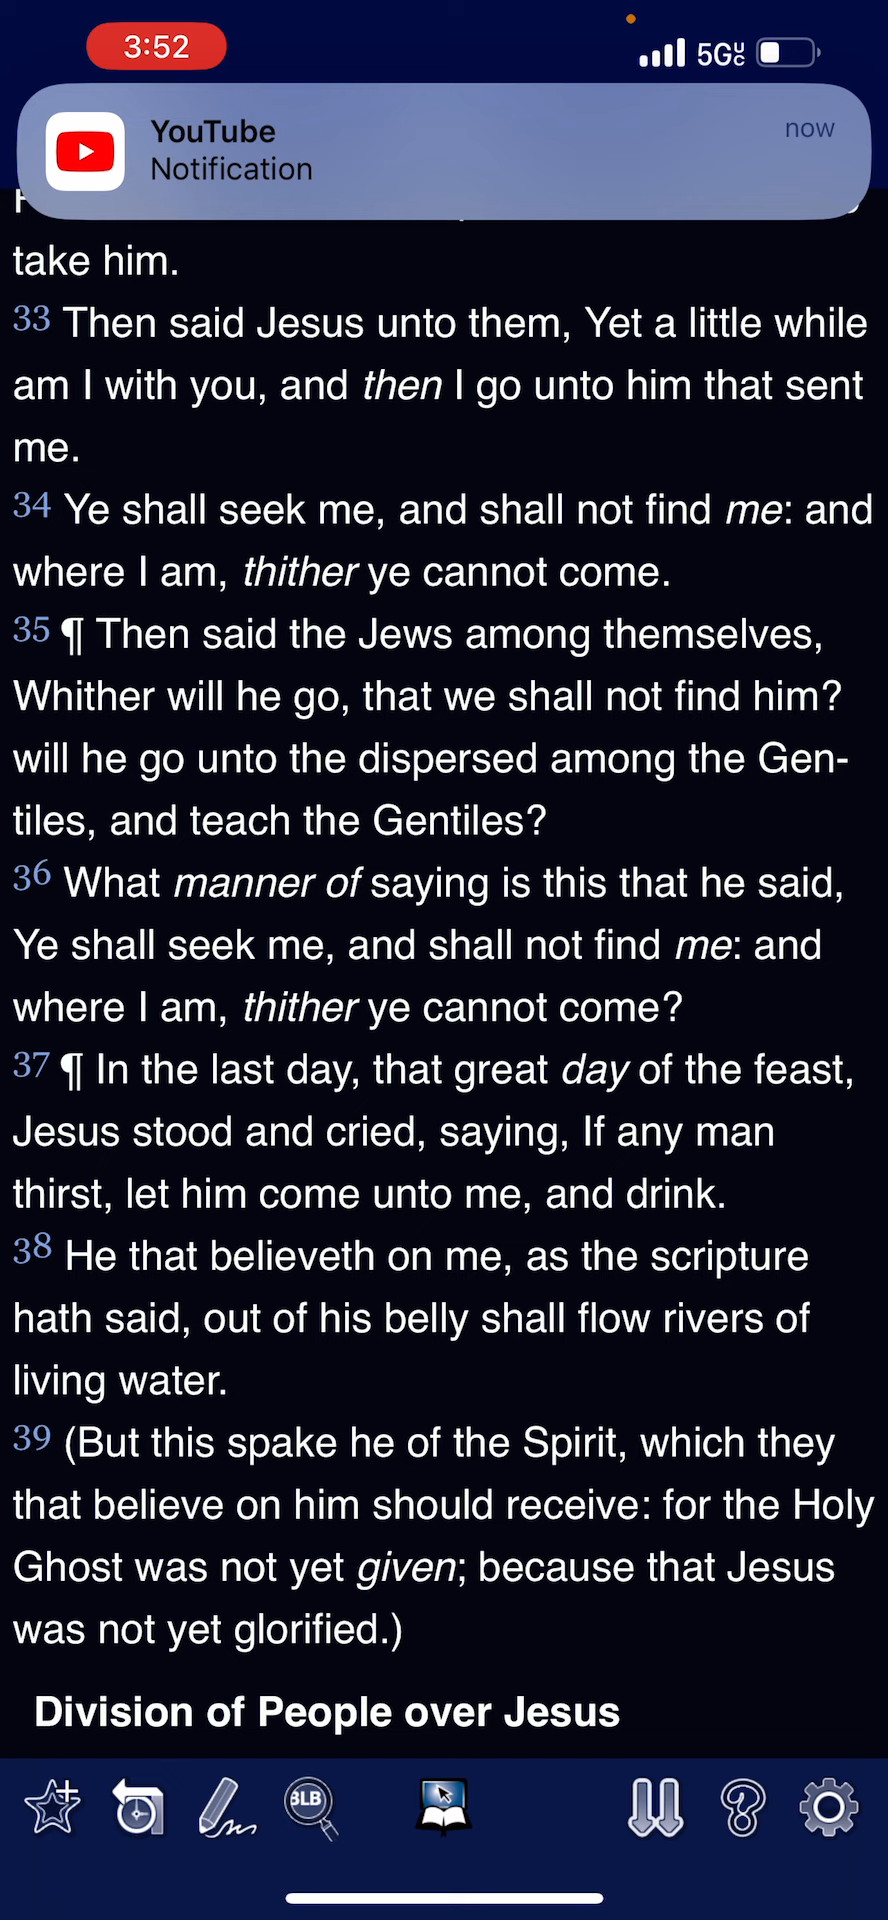 3:52
5G UC
YouTube
now
Notification
take him.
33 Then said Jesus unto them, Yet a little while
am I with you, and then I go unto him that sent
me.
34 Ye shall seek me, and shall not find me: and
where I am, thither ye cannot come.
35 ¶ Then said the Jews among themselves,
Whither will he go, that we shall not find him?
will he go unto the dispersed among the Gen-
tiles, and teach the Gentiles?
36 What manner of saying is this that he said,
Ye shall seek me, and shall not find me: and
where I am, thither ye cannot come?
37 ¶ In the last day, that great day of the feast,
Jesus stood and cried, saying, If any man
thirst, let him come unto me, and drink.
38 He that believeth on me, as the scripture
hath said, out of his belly shall flow rivers of
living water.
39 (But this spake he of the Spirit, which they
that believe on him should receive: for the Holy
Ghost was not yet given; because that Jesus
was not yet glorified.)
Division of People over Jesus
BLB